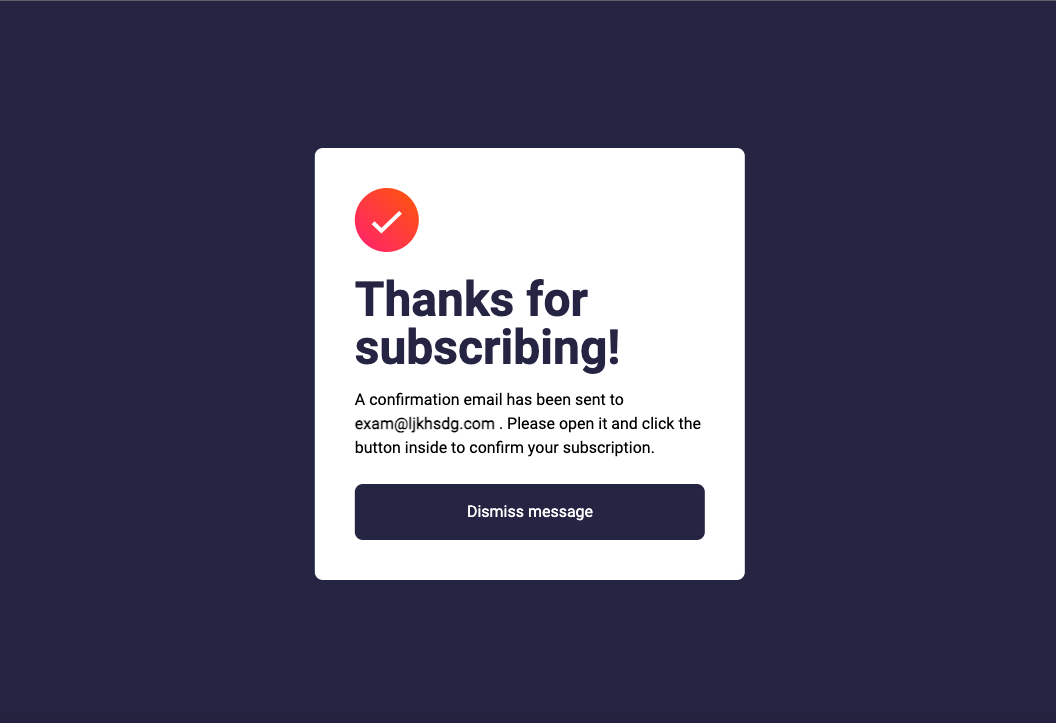 Thanks for
subscribing!
A confirmation email has been sent to
exam@ljkhsdg.com . Please open it and click the
button inside to confirm your subscription.
Dismiss message